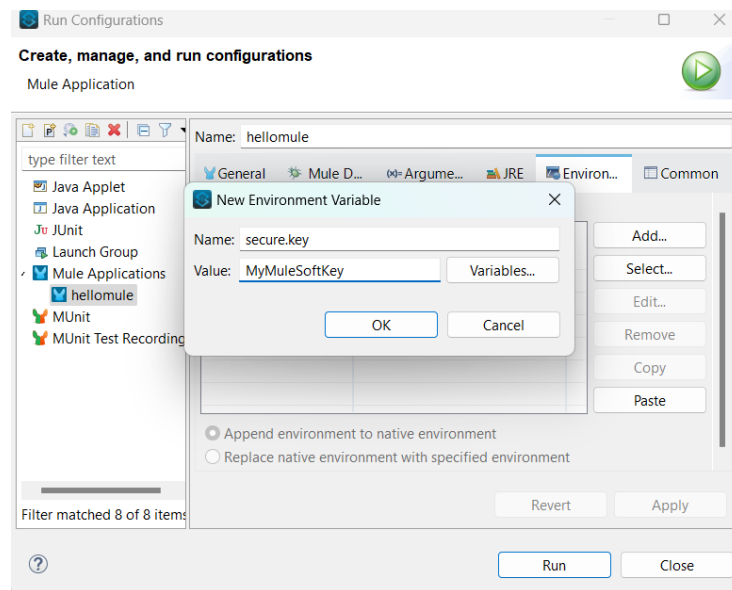 Run Configurations
Create, manage, and run configurations
Mule Application
type filter text
Java Applet
Java Application
Ju JUnit
Launch Group
Mule Applications
hellomule
MUnit
MUnit Test Recording
Filter matched 8 of 8 items
Name: hellomule
General Mule D... (x)= Argume... JRE Environ... Common
New Environment Variable
Name: secure.key
Value: MyMuleSoftKey Variables...
OK Cancel
Add...
Select...
Edit...
Remove
Copy
Paste
Append environment to native environment
Replace native environment with specified environment
Revert Apply
Run Close